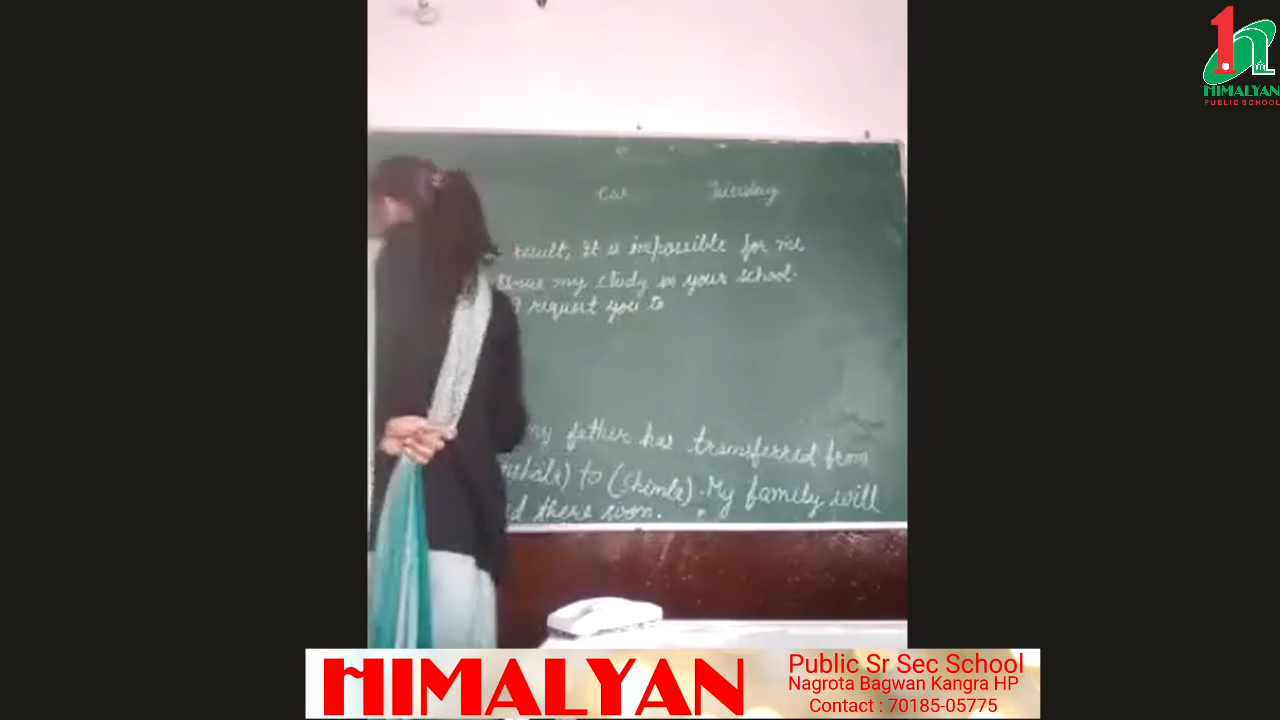 Tuesday
result, it is impossible for me
my study in your school.
I request you to
my father has transferred from
to (Shimla). My family will
there soon.
1
HIMALYAN
PUBLIC SCHOOL
HIMALYAN
Public Sr Sec School
Nagrota Bagwan Kangra HP
Contact : 70185-05775